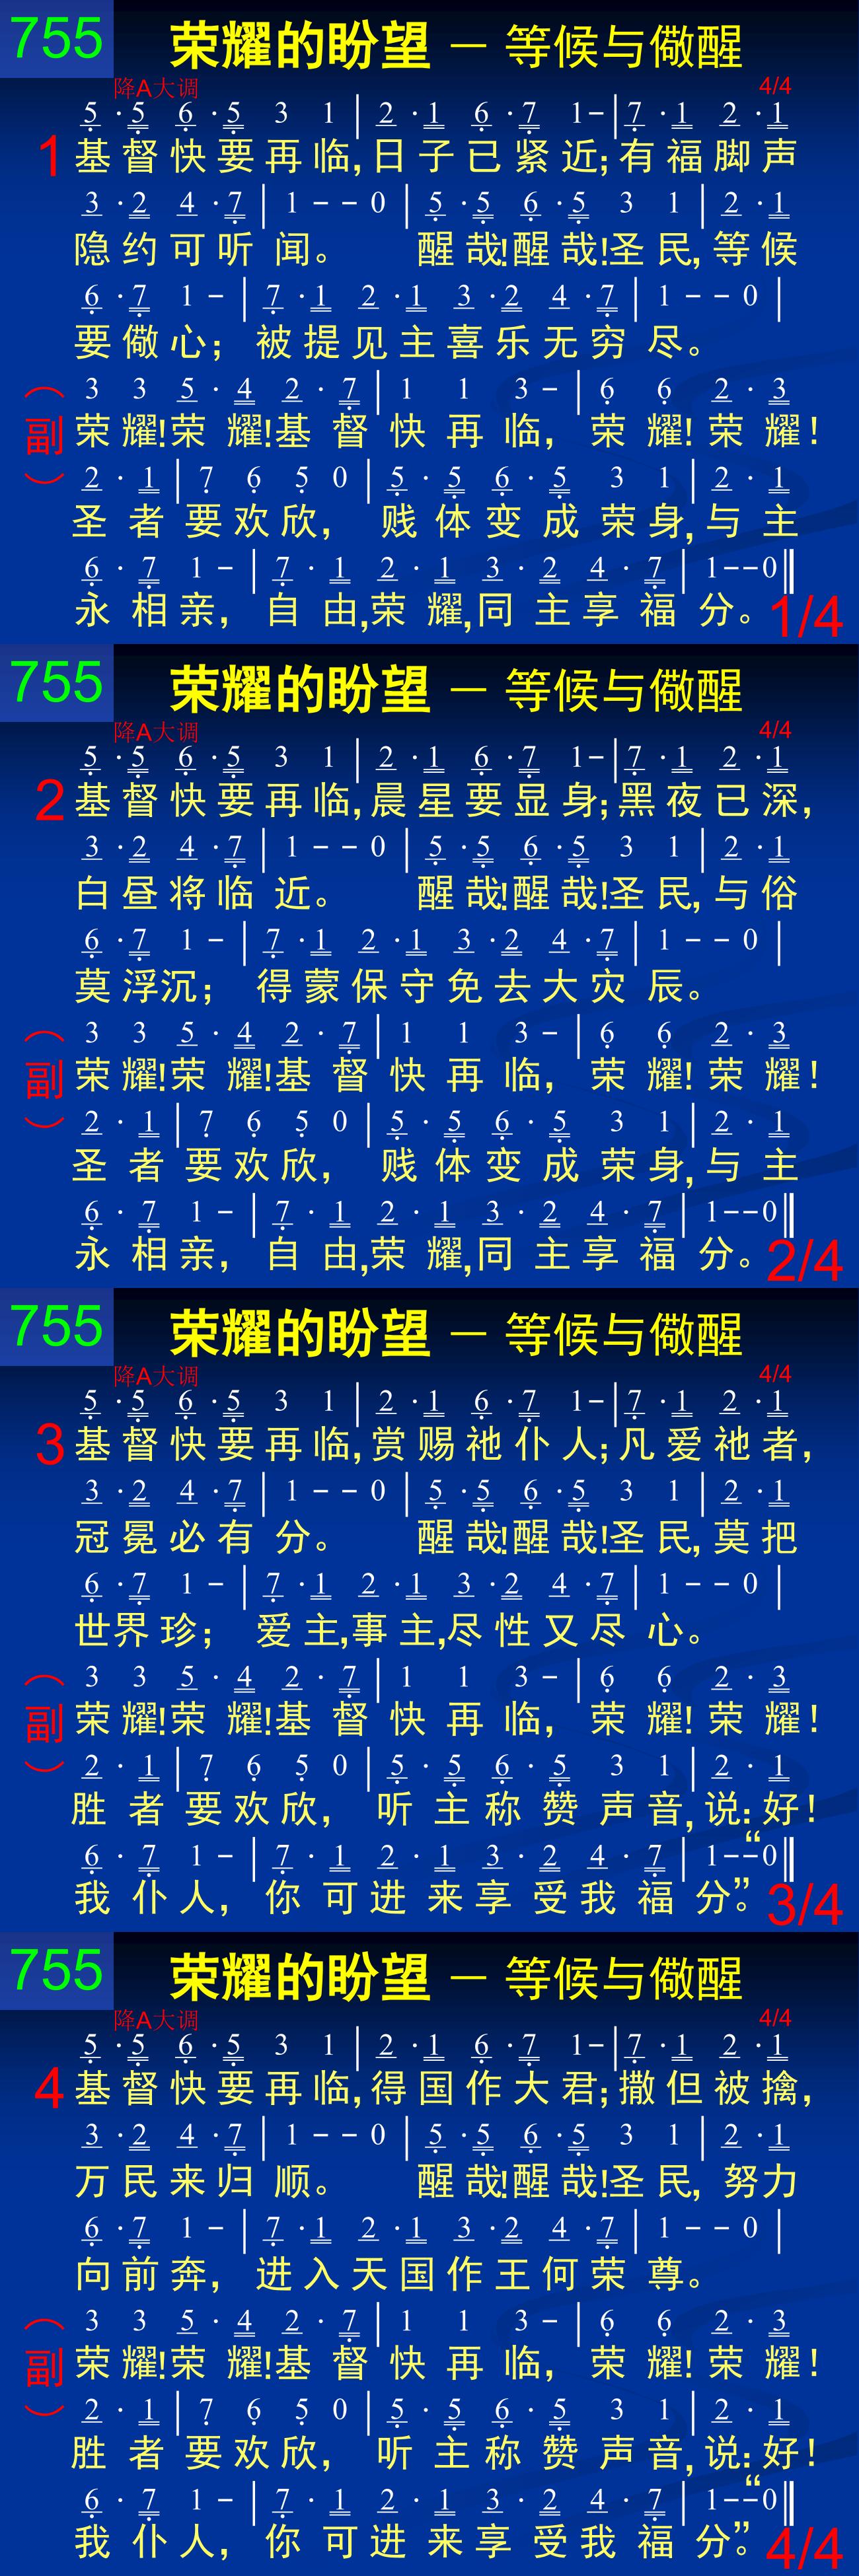 755 荣耀的盼望 — 等候与儆醒
降A大调 4/4
5 · 5 6 · 5 3 1 | 2 · 1 6 · 7 1 - | 7 · 1 2 · 1
1 基督快要再临,日子已紧近;有福脚声
3 · 2 4 · 7 | 1 - - 0 | 5 · 5 6 · 5 3 1 | 2 · 1
隐约可听闻。 醒哉!醒哉!圣民,等候
6 · 7 1 - | 7 · 1 2 · 1 3 · 2 4 · 7 | 1 - - 0 |
要儆心; 被提见主喜乐无穷尽。
3 3 5 · 4 2 · 7 | 1 1 3 - | 6 6 2 · 3
(副) 荣耀!荣耀!基督快再临, 荣耀!荣耀!
2 · 1 | 7 6 5 0 | 5 · 5 6 · 5 3 1 | 2 · 1
圣者要欢欣, 贱体变成荣身,与主
6 · 7 1 - | 7 · 1 2 · 1 3 · 2 4 · 7 | 1 - - 0 ‖
永相亲, 自由,荣耀,同主享福分。 1/4
755 荣耀的盼望 — 等候与儆醒
降A大调 4/4
5 · 5 6 · 5 3 1 | 2 · 1 6 · 7 1 - | 7 · 1 2 · 1
2 基督快要再临,晨星要显身;黑夜已深,
3 · 2 4 · 7 | 1 - - 0 | 5 · 5 6 · 5 3 1 | 2 · 1
白昼将临近。 醒哉!醒哉!圣民,与俗
6 · 7 1 - | 7 · 1 2 · 1 3 · 2 4 · 7 | 1 - - 0 |
莫浮沉; 得蒙保守免去大灾辰。
3 3 5 · 4 2 · 7 | 1 1 3 - | 6 6 2 · 3
(副) 荣耀!荣耀!基督快再临, 荣耀!荣耀!
2 · 1 | 7 6 5 0 | 5 · 5 6 · 5 3 1 | 2 · 1
圣者要欢欣, 贱体变成荣身,与主
6 · 7 1 - | 7 · 1 2 · 1 3 · 2 4 · 7 | 1 - - 0 ‖
永相亲, 自由,荣耀,同主享福分。 2/4
755 荣耀的盼望 — 等候与儆醒
降A大调 4/4
5 · 5 6 · 5 3 1 | 2 · 1 6 · 7 1 - | 7 · 1 2 · 1
3 基督快要再临,赏赐祂仆人;凡爱祂者,
3 · 2 4 · 7 | 1 - - 0 | 5 · 5 6 · 5 3 1 | 2 · 1
冠冕必有分。 醒哉!醒哉!圣民,莫把
6 · 7 1 - | 7 · 1 2 · 1 3 · 2 4 · 7 | 1 - - 0 |
世界珍; 爱主,事主,尽性又尽心。
3 3 5 · 4 2 · 7 | 1 1 3 - | 6 6 2 · 3
(副) 荣耀!荣耀!基督快再临, 荣耀!荣耀!
2 · 1 | 7 6 5 0 | 5 · 5 6 · 5 3 1 | 2 · 1
胜者要欢欣, 听主称赞声音,说:“好!
6 · 7 1 - | 7 · 1 2 · 1 3 · 2 4 · 7 | 1 - - 0 ‖
我仆人, 你可进来享受我福分”。 3/4
755 荣耀的盼望 — 等候与儆醒
降A大调 4/4
5 · 5 6 · 5 3 1 | 2 · 1 6 · 7 1 - | 7 · 1 2 · 1
4 基督快要再临,得国作大君;撒但被擒,
3 · 2 4 · 7 | 1 - - 0 | 5 · 5 6 · 5 3 1 | 2 · 1
万民来归顺。 醒哉!醒哉!圣民,努力
6 · 7 1 - | 7 · 1 2 · 1 3 · 2 4 · 7 | 1 - - 0 |
向前奔, 进入天国作王何荣尊。
3 3 5 · 4 2 · 7 | 1 1 3 - | 6 6 2 · 3
(副) 荣耀!荣耀!基督快再临, 荣耀!荣耀!
2 · 1 | 7 6 5 0 | 5 · 5 6 · 5 3 1 | 2 · 1
胜者要欢欣, 听主称赞声音,说:“好!
6 · 7 1 - | 7 · 1 2 · 1 3 · 2 4 · 7 | 1 - - 0 ‖
我仆人, 你可进来享受我福分”。 4/4